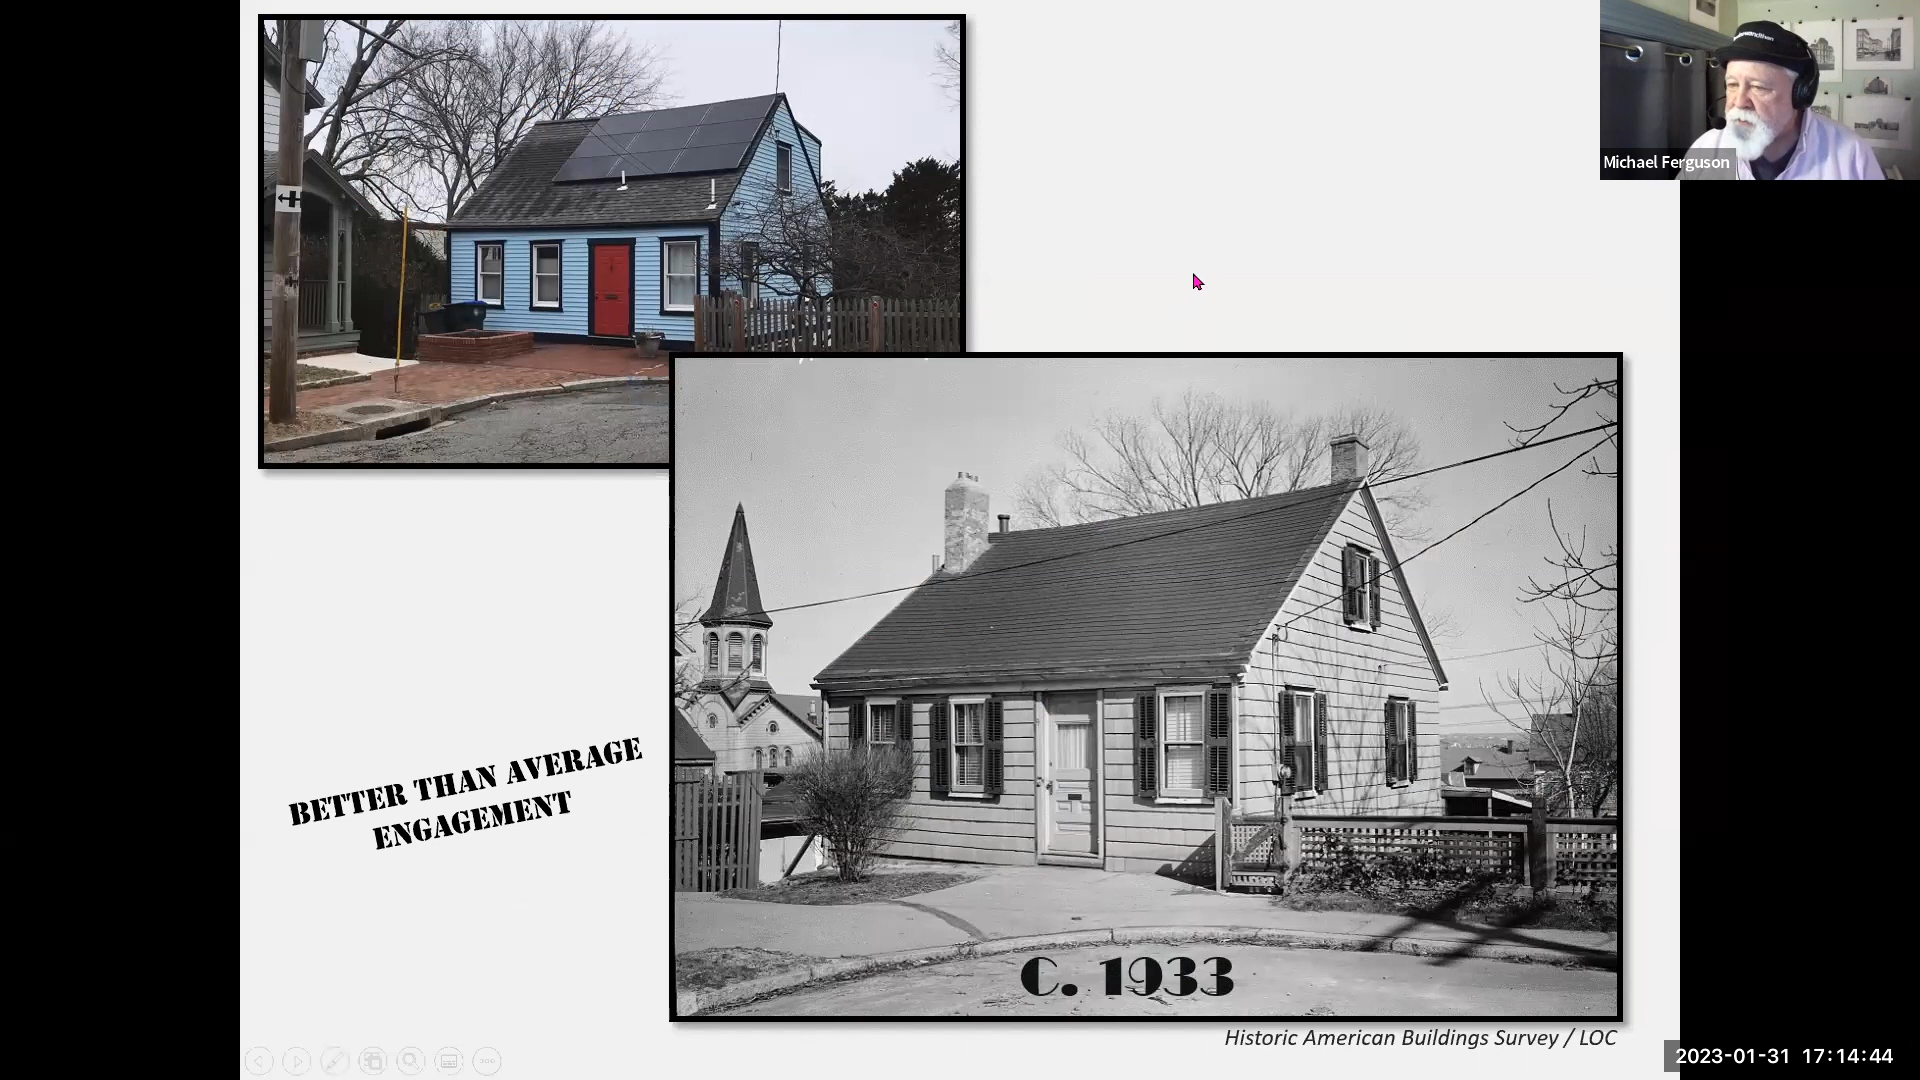 Michael Ferguson
BETTER THAN AVERAGE
ENGAGEMENT
C. 1933
Historic American Buildings Survey / LOC
2023-01-31 17:14:44